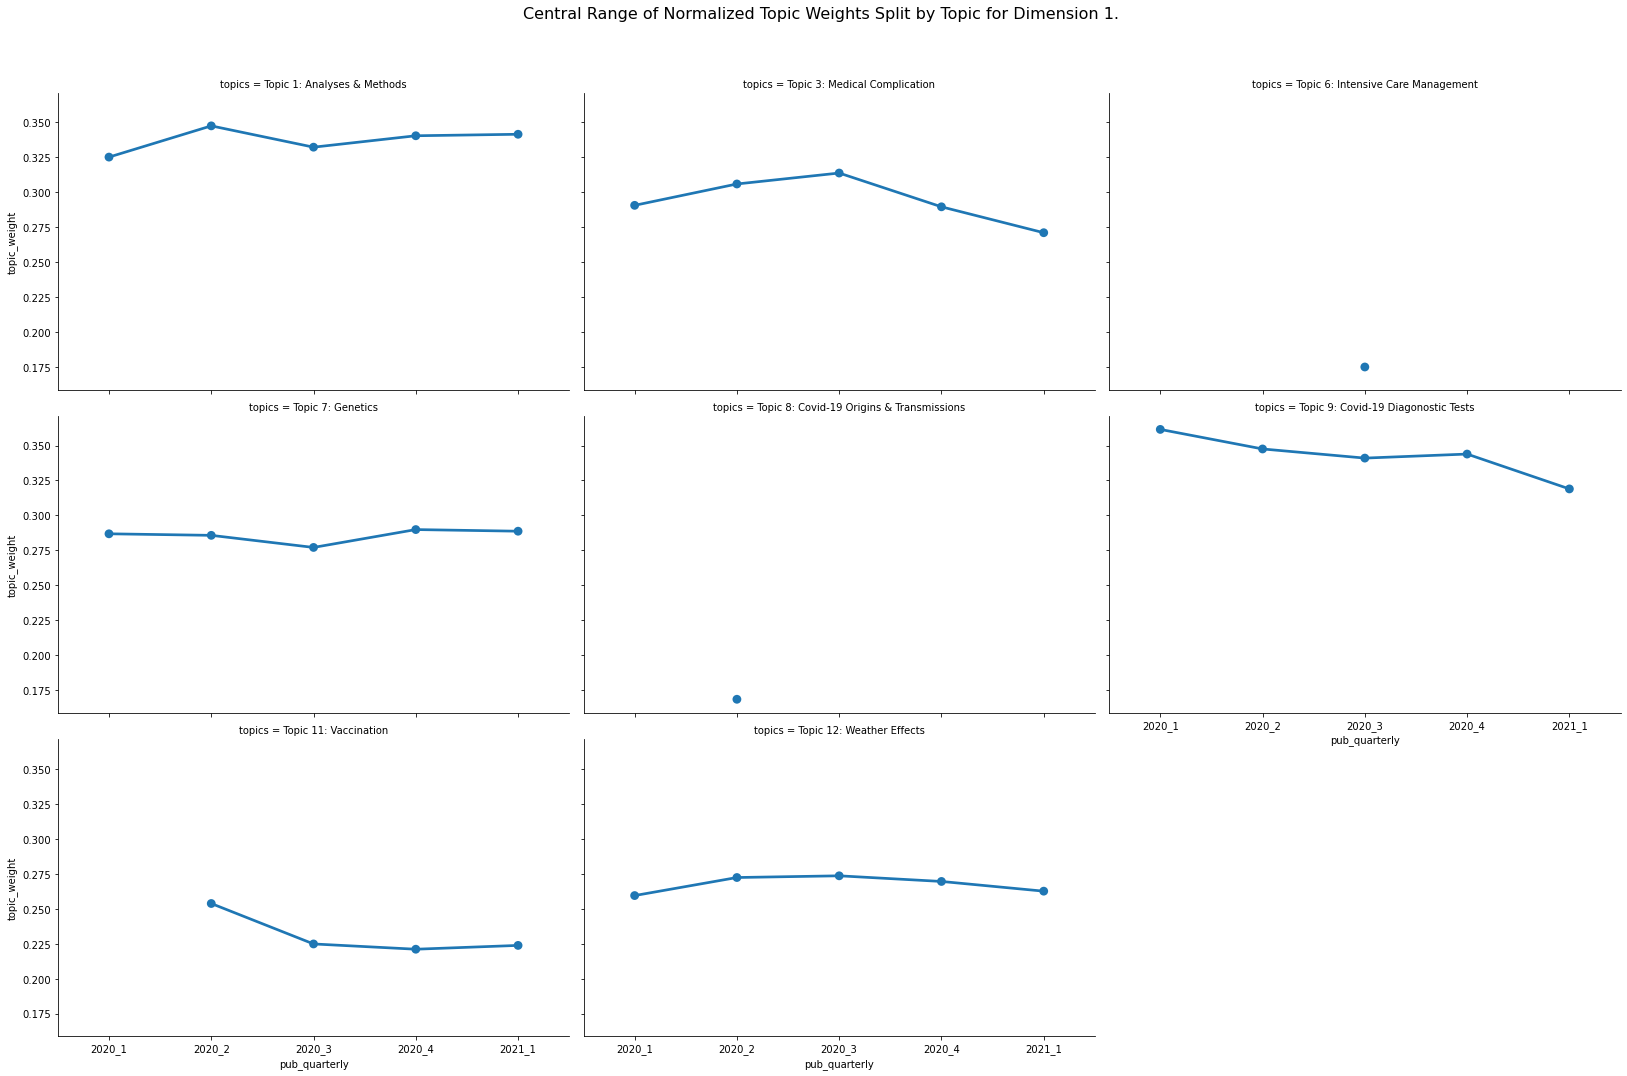 Central Range of Normalized Topic Weights Split by Topic for Dimension 1.
topics = Topic 1: Analyses & Methods
topics = Topic 3: Medical Complication
topics = Topic 6: Intensive Care Management
0.350
0.325
0.300
0.275
0.250
0.225
0.200
0.175
topic_weight
topics = Topic 7: Genetics
topics = Topic 8: Covid-19 Origins & Transmissions
topics = Topic 9: Covid-19 Diagonostic Tests
0.350
0.325
0.300
0.275
0.250
0.225
0.200
0.175
topic_weight
2020_1 2020_2 2020_3 2020_4 2021_1
pub_quarterly
topics = Topic 11: Vaccination
topics = Topic 12: Weather Effects
0.350
0.325
0.300
0.275
0.250
0.225
0.200
0.175
topic_weight
2020_1 2020_2 2020_3 2020_4 2021_1
pub_quarterly
2020_1 2020_2 2020_3 2020_4 2021_1
pub_quarterly